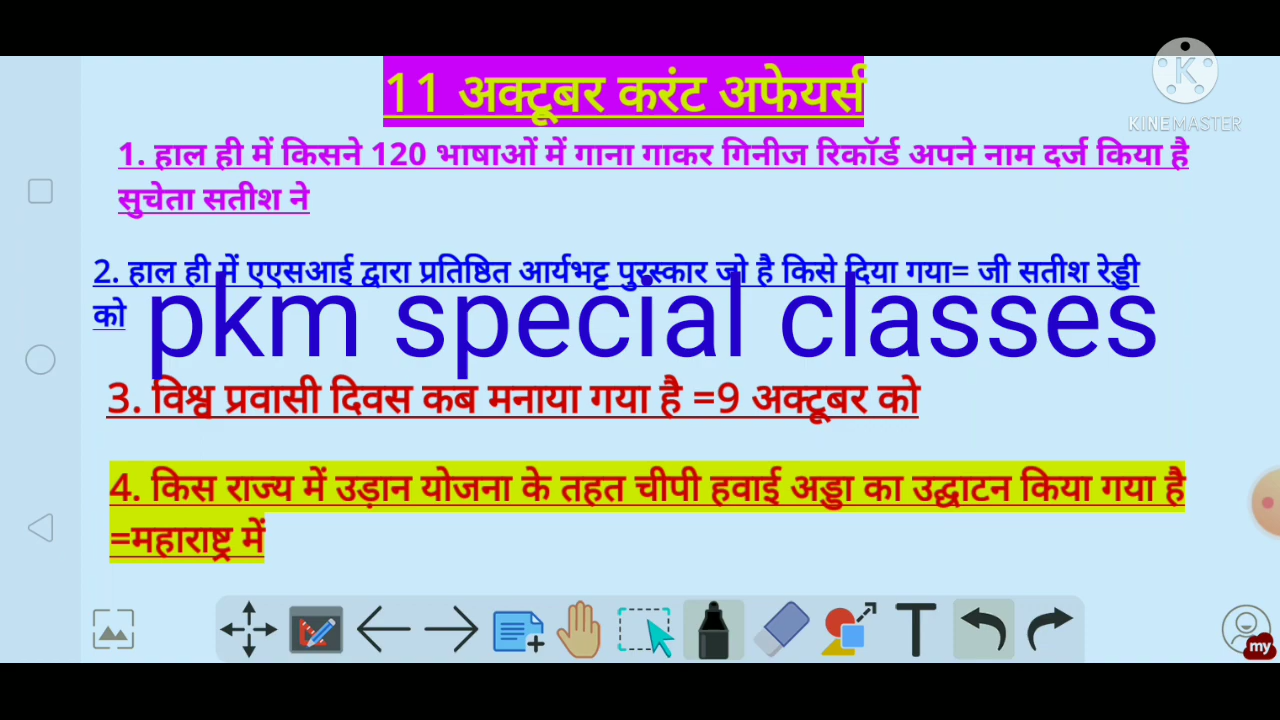 11 अक्टूबर करंट अफेयर्स
KINEMASTER
1. हाल ही में किसने 120 भाषाओं में गाना गाकर गिनीज रिकॉर्ड अपने नाम दर्ज किया है
सुचेता सतीश ने
2. हाल ही में एएसआई द्वारा प्रतिष्ठित आर्यभट्ट पुरस्कार जो है किसे दिया गया= जी सतीश रेड्डी
को
pkm special classes
3. विश्व प्रवासी दिवस कब मनाया गया है =9 अक्टूबर को
4. किस राज्य में उड़ान योजना के तहत चीपी हवाई अड्डा का उद्घाटन किया गया है
=महाराष्ट्र में
T
my